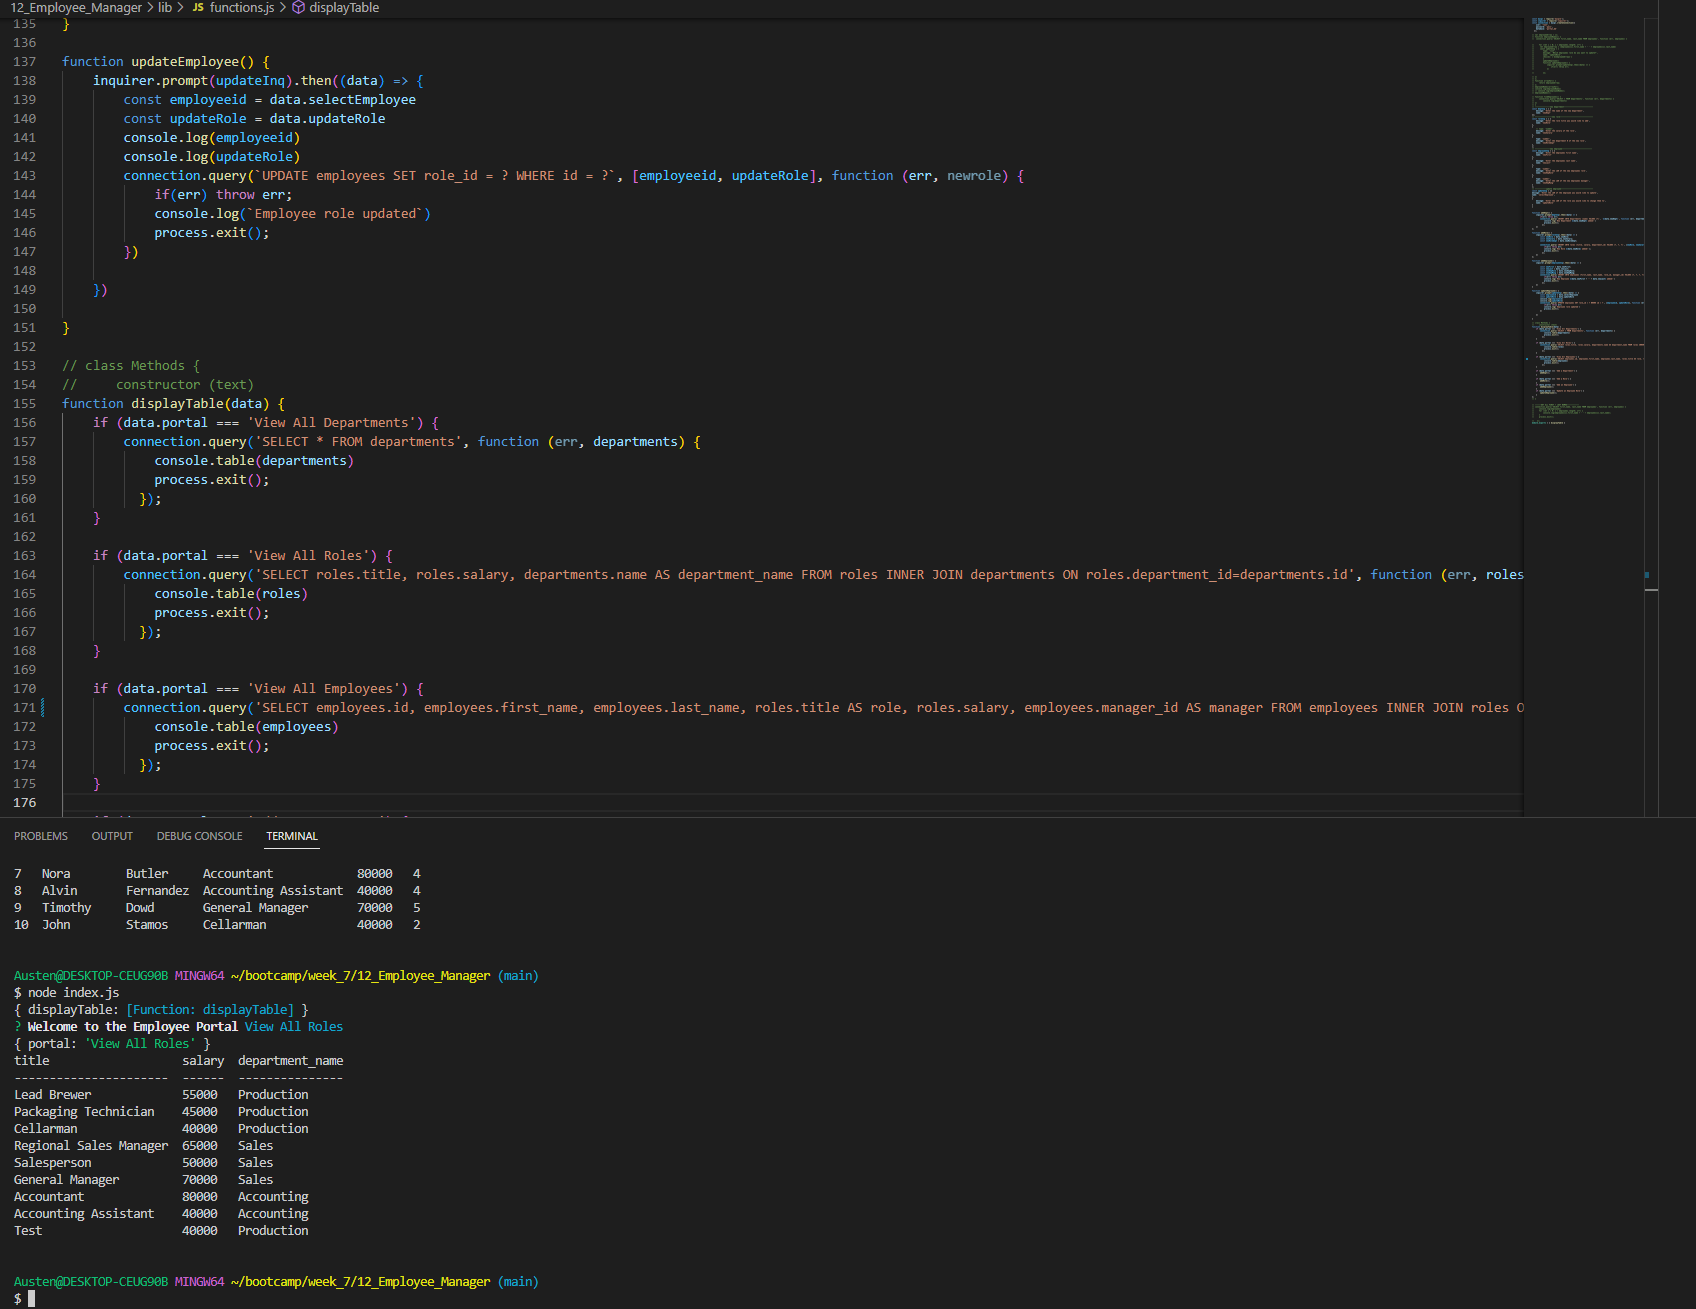 12_Employee_Manager > lib > JS functions.js > displayTable
135 }
136
137 function updateEmployee() {
138     inquirer.prompt(updateInq).then((data) => {
139         const employeeid = data.selectEmployee
140         const updateRole = data.updateRole
141         console.log(employeeid)
142         console.log(updateRole)
143         connection.query(`UPDATE employees SET role_id = ? WHERE id = ?`, [employeeid, updateRole], function (err, newrole) {
144             if(err) throw err;
145             console.log(`Employee role updated`)
146             process.exit();
147         })
148
149     })
150
151 }
152
153 // class Methods {
154 //     constructor (text)
155 function displayTable(data) {
156     if (data.portal === 'View All Departments') {
157         connection.query('SELECT * FROM departments', function (err, departments) {
158             console.table(departments)
159             process.exit();
160           });
161     }
162
163     if (data.portal === 'View All Roles') {
164         connection.query('SELECT roles.title, roles.salary, departments.name AS department_name FROM roles INNER JOIN departments ON roles.department_id=departments.id', function (err, roles
165             console.table(roles)
166             process.exit();
167           });
168     }
169
170     if (data.portal === 'View All Employees') {
171         connection.query('SELECT employees.id, employees.first_name, employees.last_name, roles.title AS role, roles.salary, employees.manager_id AS manager FROM employees INNER JOIN roles O
172             console.table(employees)
173             process.exit();
174           });
175     }
176
PROBLEMS OUTPUT DEBUG CONSOLE TERMINAL
7   Nora        Butler     Accountant            80000   4
8   Alvin       Fernandez  Accounting Assistant  40000   4
9   Timothy     Dowd       General Manager       70000   5
10  John        Stamos     Cellarman             40000   2
Austen@DESKTOP-CEUG90B MINGW64 ~/bootcamp/week_7/12_Employee_Manager (main)
$ node index.js
{ displayTable: [Function: displayTable] }
? Welcome to the Employee Portal View All Roles
{ portal: 'View All Roles' }
title                   salary  department_name
----------------------  ------  ---------------
Lead Brewer             55000   Production
Packaging Technician    45000   Production
Cellarman               40000   Production
Regional Sales Manager  65000   Sales
Salesperson             50000   Sales
General Manager         70000   Sales
Accountant              80000   Accounting
Accounting Assistant    40000   Accounting
Test                    40000   Production
Austen@DESKTOP-CEUG90B MINGW64 ~/bootcamp/week_7/12_Employee_Manager (main)
$